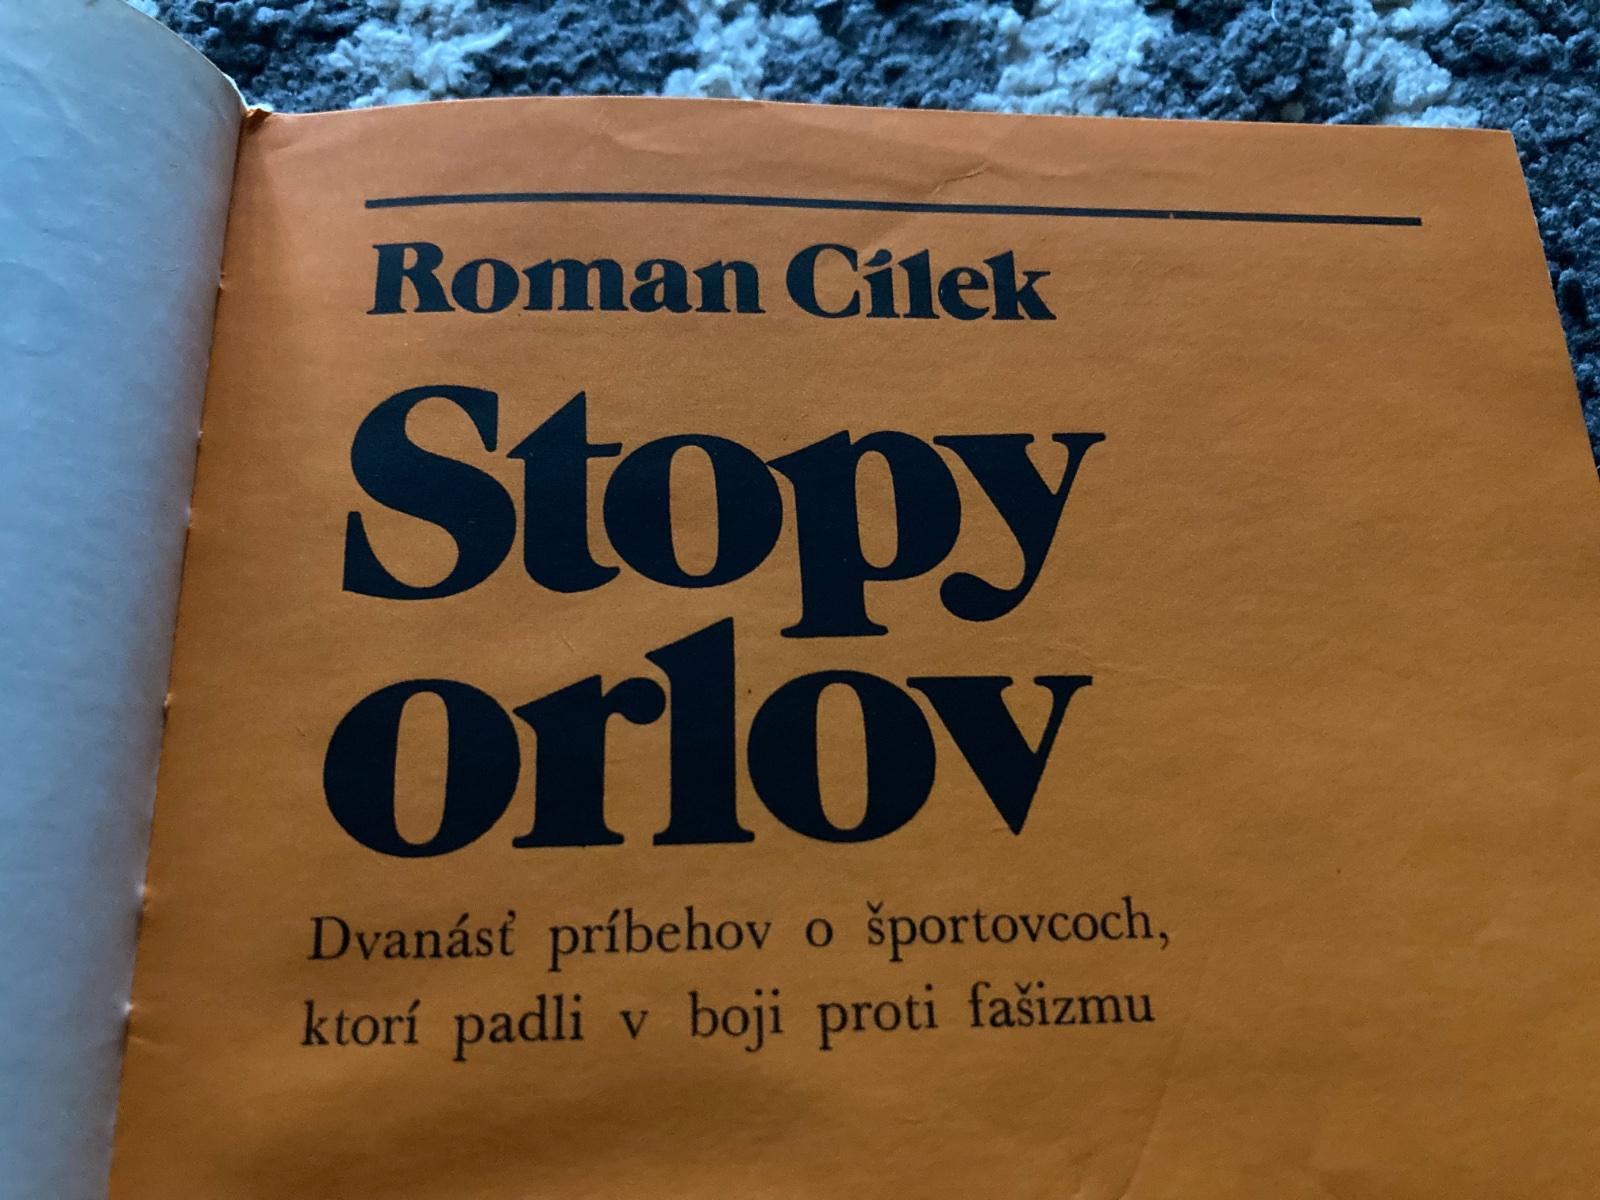 Roman Cílek
Stopy
orlov
Dvanásť príbehov o športovcoch,
ktorí padli v boji proti fašizmu